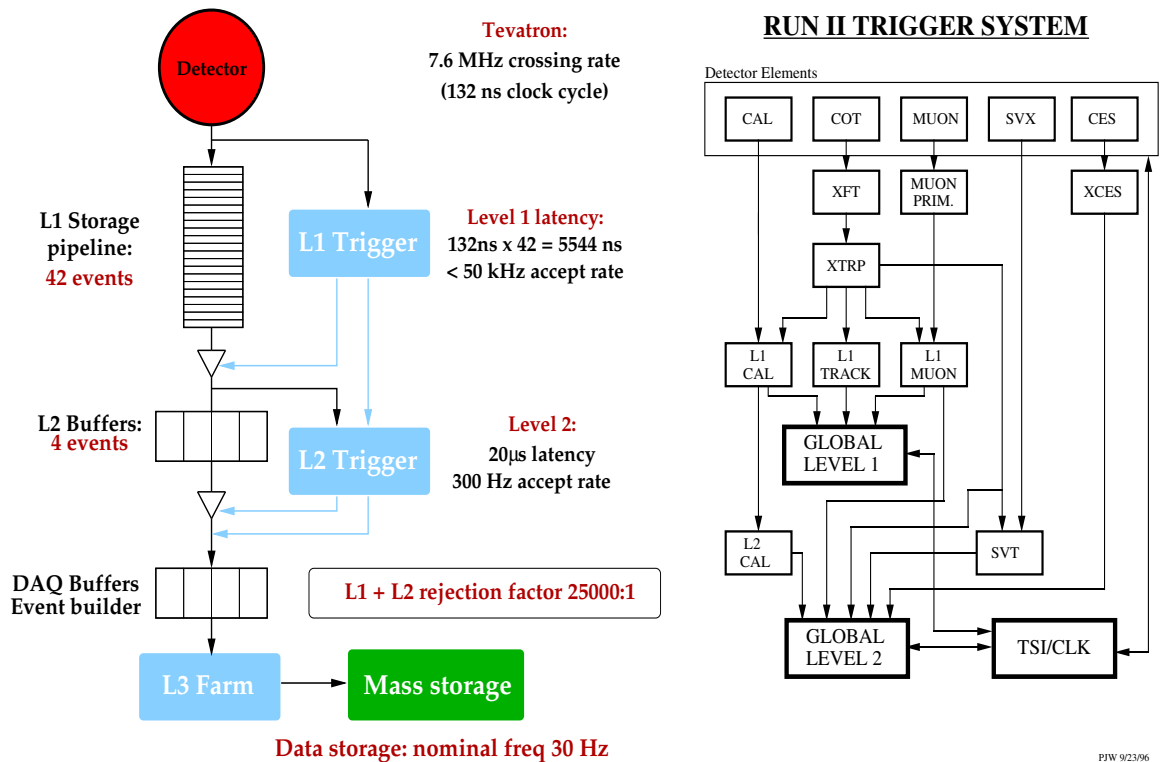 Detector
Tevatron:
7.6 MHz crossing rate
(132 ns clock cycle)
L1 Storage
pipeline:
42 events
L1 Trigger
Level 1 latency:
132ns x 42 = 5544 ns
< 50 kHz accept rate
L2 Buffers:
4 events
L2 Trigger
Level 2:
20μs latency
300 Hz accept rate
DAQ Buffers
Event builder
L1 + L2 rejection factor 25000:1
L3 Farm
Mass storage
Data storage: nominal freq 30 Hz
RUN II TRIGGER SYSTEM
Detector Elements
CAL
COT
MUON
SVX
CES
XFT
MUON
PRIM.
XCES
XTRP
L1
CAL
L1
TRACK
L1
MUON
GLOBAL
LEVEL 1
L2
CAL
SVT
GLOBAL
LEVEL 2
TSI/CLK
PJW 9/23/96